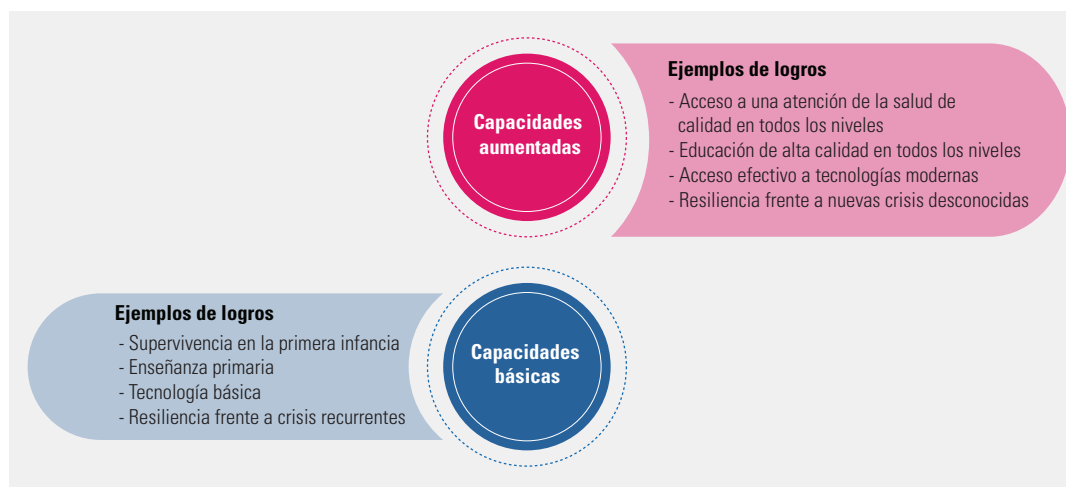 Capacidades
aumentadas
Ejemplos de logros
- Acceso a una atención de la salud de
calidad en todos los niveles
- Educación de alta calidad en todos los niveles
- Acceso efectivo a tecnologías modernas
- Resiliencia frente a nuevas crisis desconocidas
Ejemplos de logros
- Supervivencia en la primera infancia
- Enseñanza primaria
- Tecnología básica
- Resiliencia frente a crisis recurrentes
Capacidades
básicas